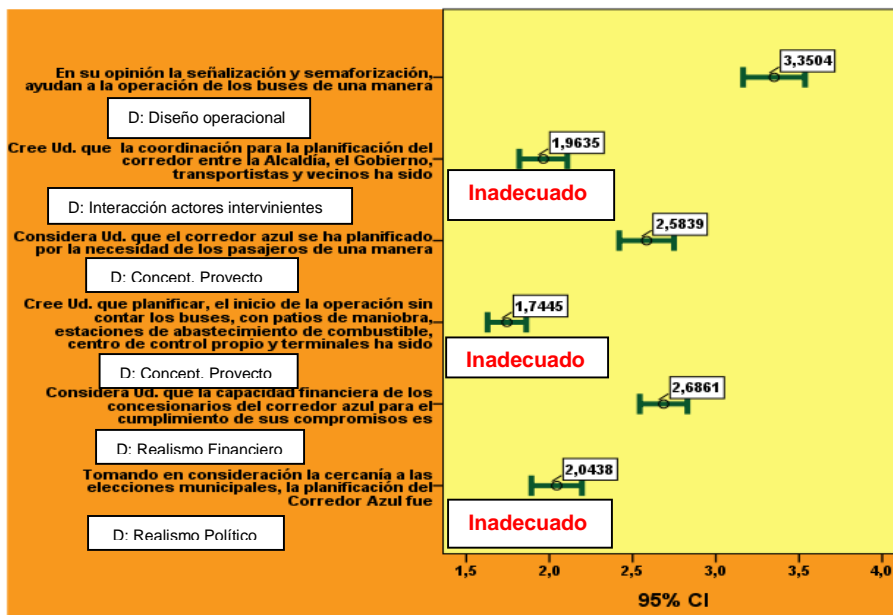 En su opinión la señalización y semaforización,
ayudan a la operación de los buses de una manera
3,3504
D: Diseño operacional
Cree Ud. que la coordinación para la planificación del
corredor entre la Alcaldía, el Gobierno,
transportistas y vecinos ha sido
1,9635
Inadecuado
D: Interacción actores intervinientes
Considera Ud. que el corredor azul se ha planificado
por la necesidad de los pasajeros de una manera
2,5839
D: Concept. Proyecto
Cree Ud. que planificar, el inicio de la operación sin
contar los buses, con patios de maniobra,
estaciones de abastecimiento de combustible,
centro de control propio y terminales ha sido
1,7445
Inadecuado
D: Concept. Proyecto
Considera Ud. que la capacidad financiera de los
concesionarios del corredor azul para el
cumplimiento de sus compromisos es
2,6861
D: Realismo Financiero
Tomando en consideración la cercanía a las
elecciones municipales, la planificación del
Corredor Azul fue
2,0438
Inadecuado
D: Realismo Político
1,5 2,0 2,5 3,0 3,5 4,0
95% CI